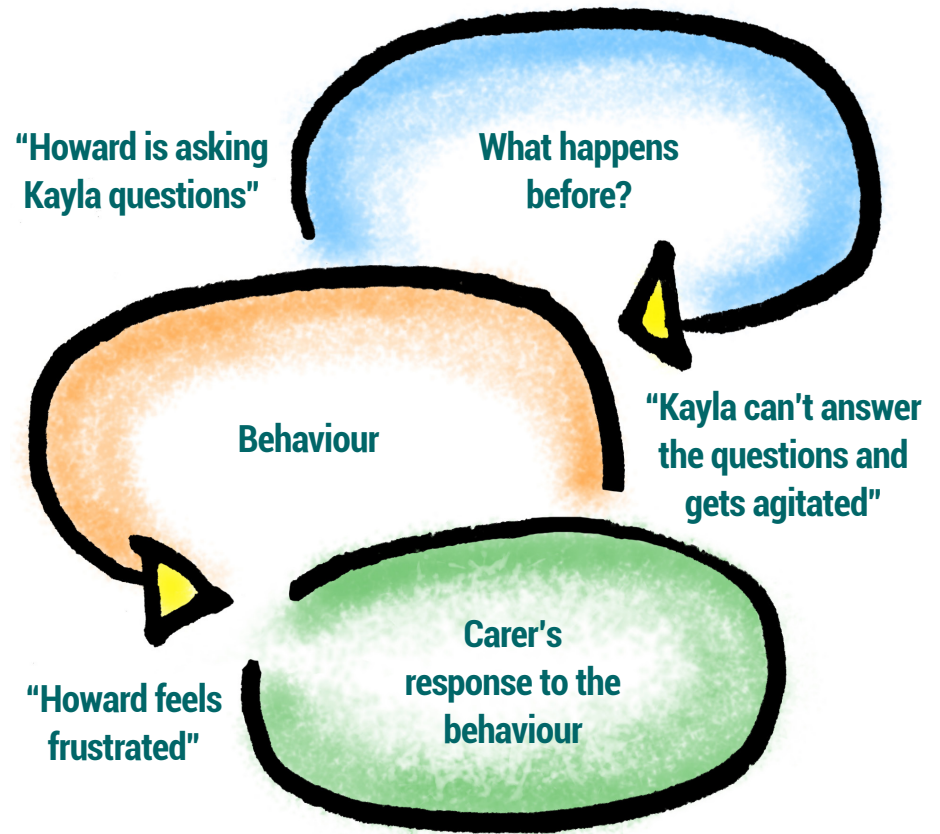 “Howard is asking
Kayla questions”
What happens
before?
Behaviour
“Kayla can't answer
the questions and
gets agitated”
Carer's
response to the
behaviour
“Howard feels
frustrated”